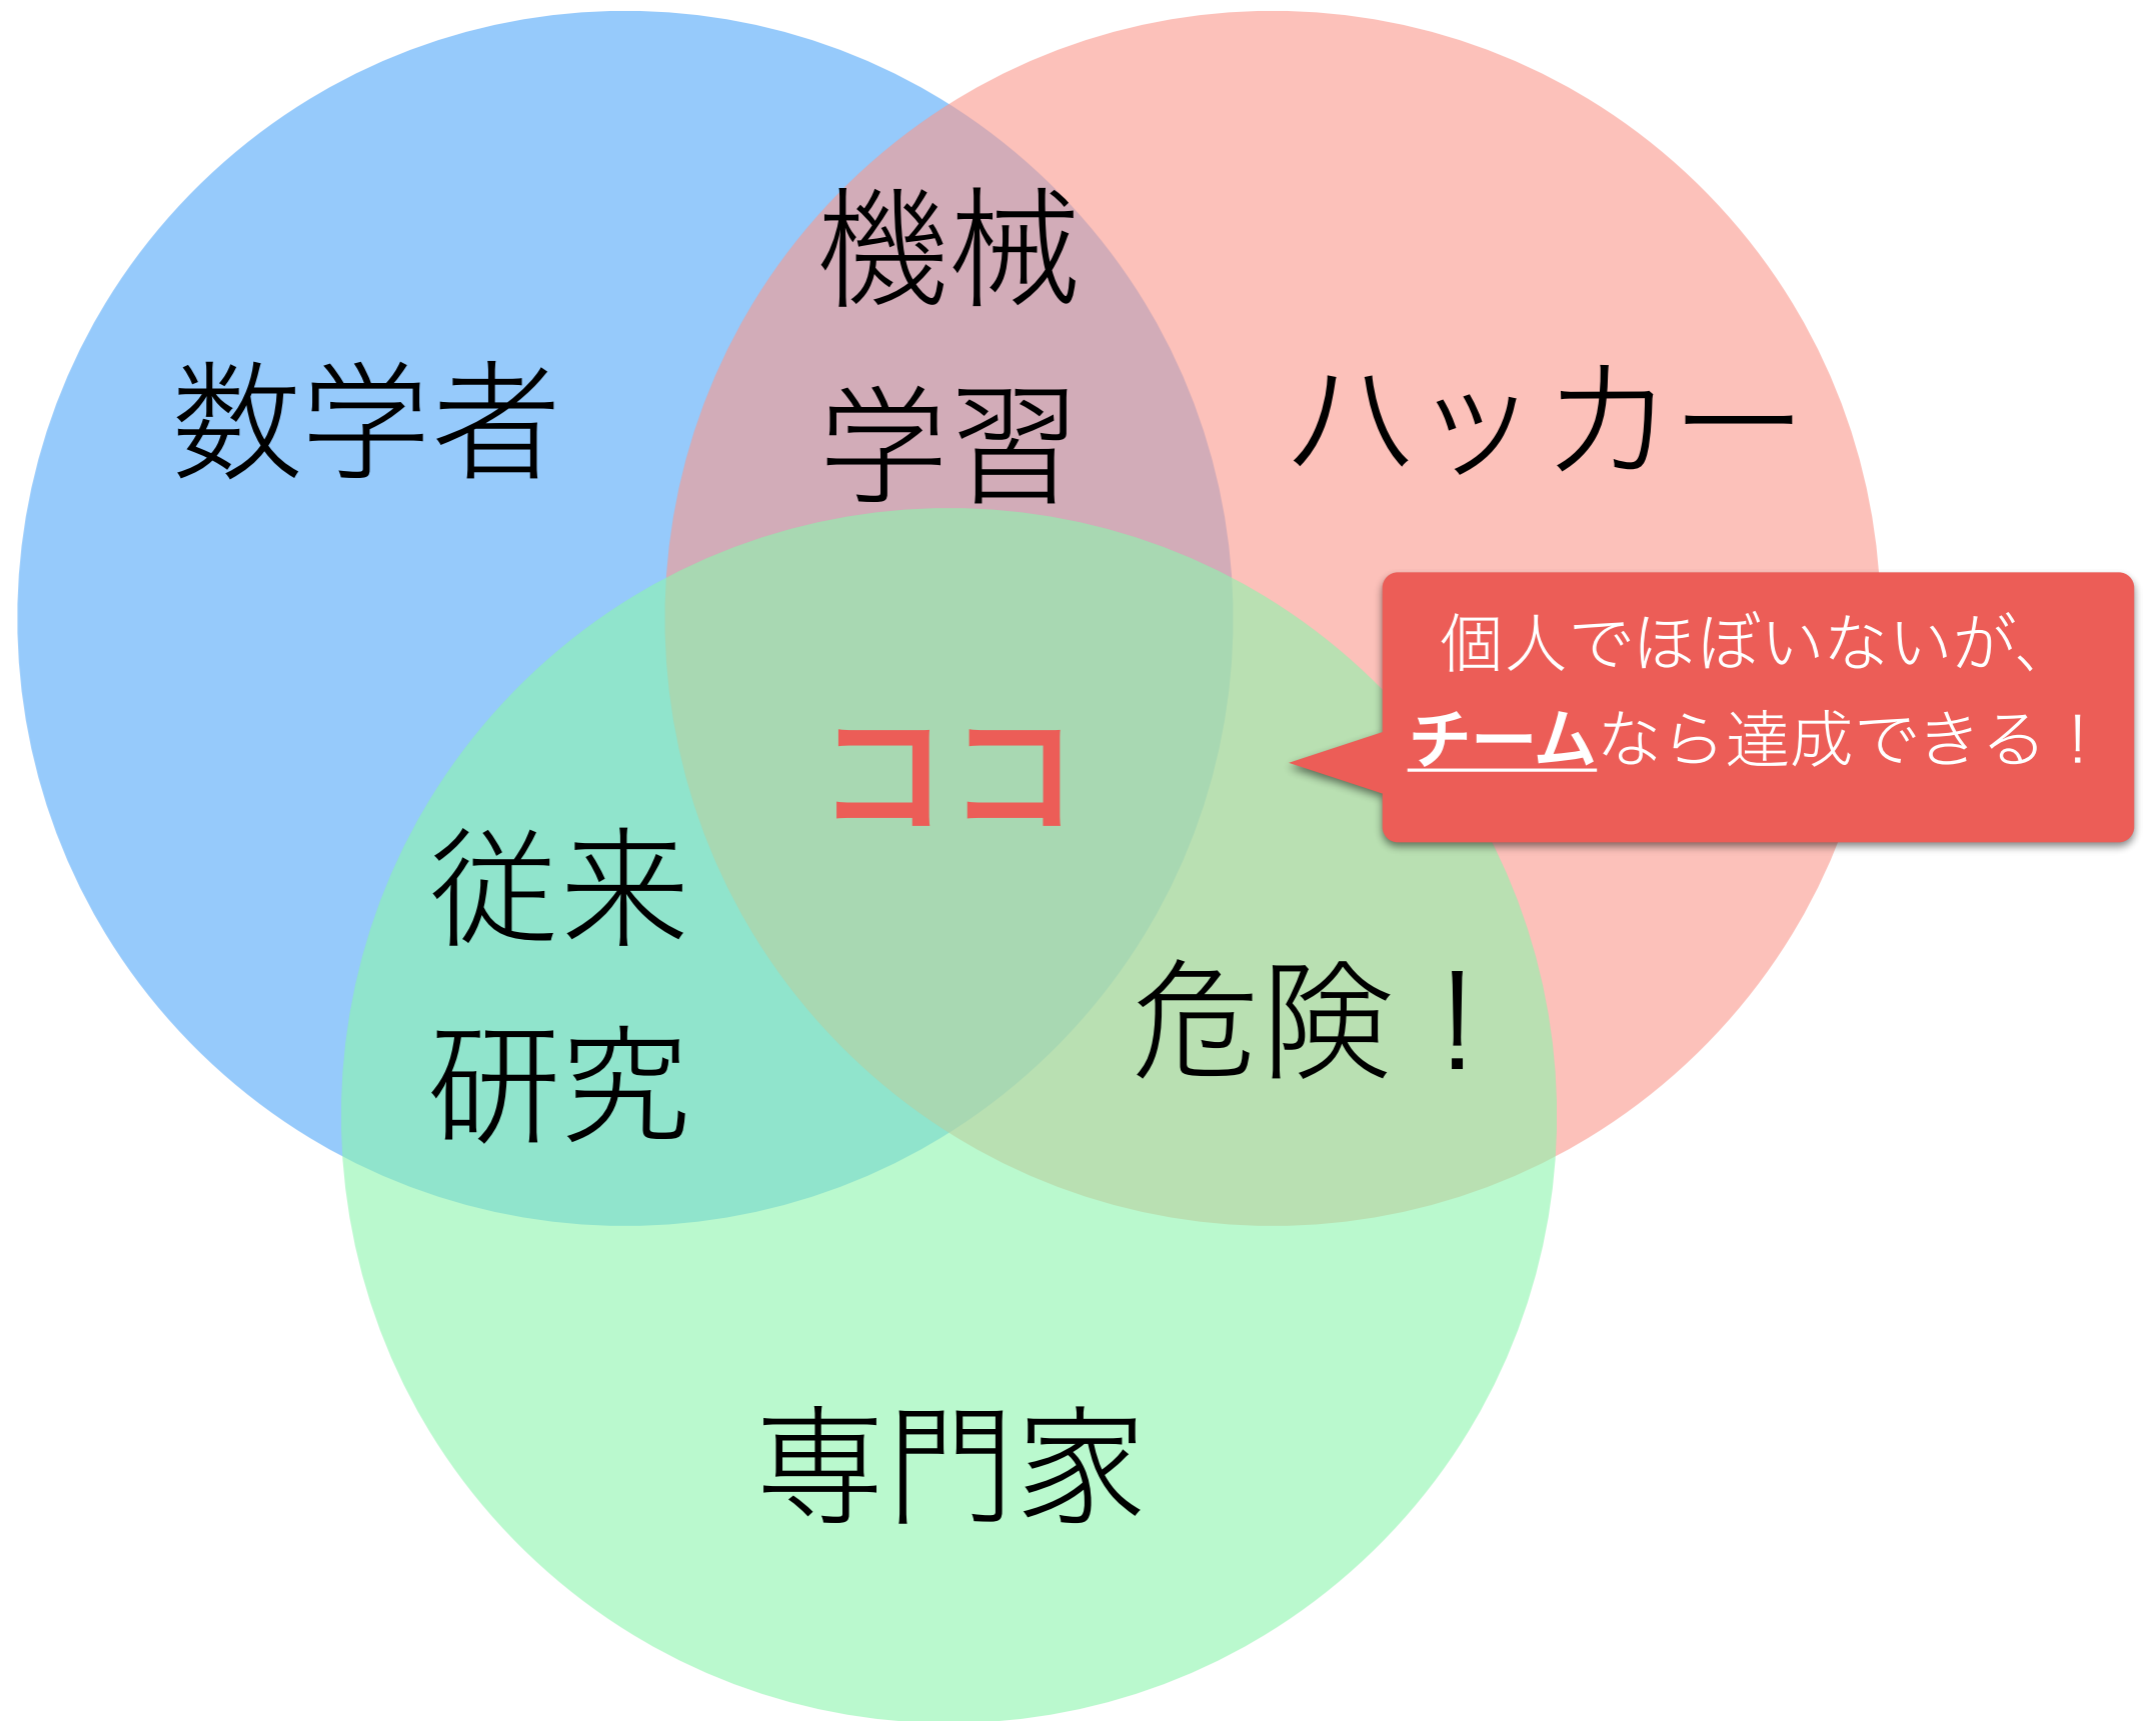 機械
学習
数学者
ハッカー
個人でほぼいないが、
チームなら達成できる！
ココ
従来
研究
危険！
専門家